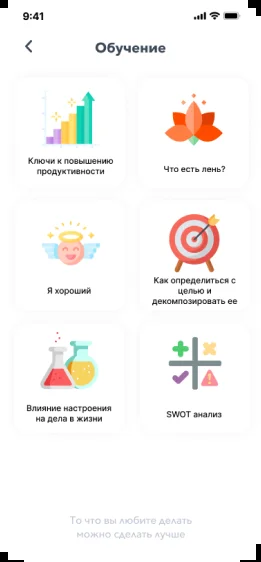 9:41
Обучение
Ключи к повышению
продуктивности
Что есть лень?
Я хороший
Как определиться с
целью и
декомпозировать ее
Влияние настроения
на дела в жизни
SWOT анализ
То что вы любите делать
можно сделать лучше